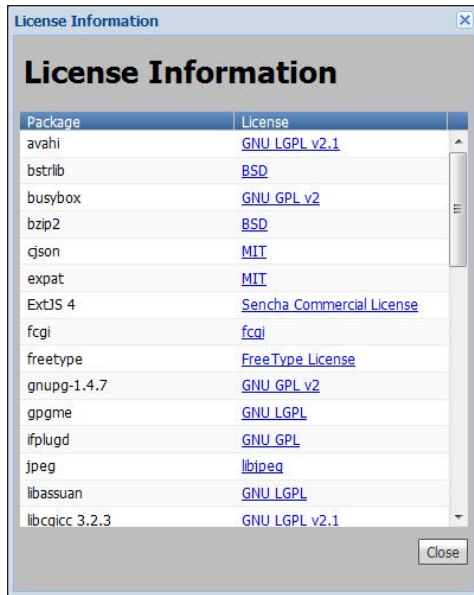 License Information
License Information
Package License
avahi GNU LGPL v2.1
bstrlib BSD
busybox GNU GPL v2
bzip2 BSD
cjson MIT
expat MIT
ExtJS 4 Sencha Commercial License
fcgi fcgi
freetype FreeType License
gnupg-1.4.7 GNU GPL v2
gpgme GNU LGPL
ifplugd GNU GPL
jpeg libjpeg
libassuan GNU LGPL
libcgicc 3.2.3 GNU LGPL v2.1
Close